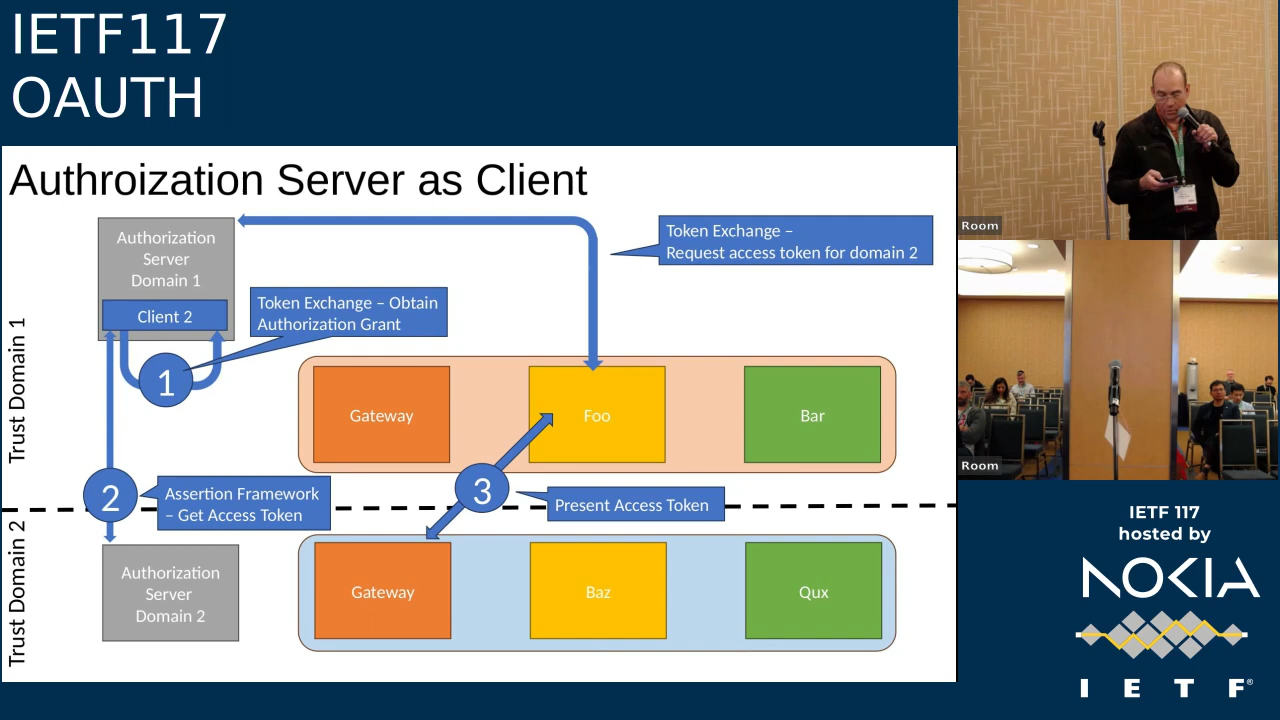 IETF117
OAUTH
Authroization Server as Client
Authorization
Server
Domain 1
Client 2
Token Exchange –
Request access token for domain 2
Token Exchange – Obtain
Authorization Grant
1
Trust Domain 1
Gateway
Foo
Bar
2
Assertion Framework
– Get Access Token
3
Present Access Token
Trust Domain 2
Authorization
Server
Domain 2
Gateway
Baz
Qux
Room
Room
IETF 117
hosted by
NOKIA
I E T F®